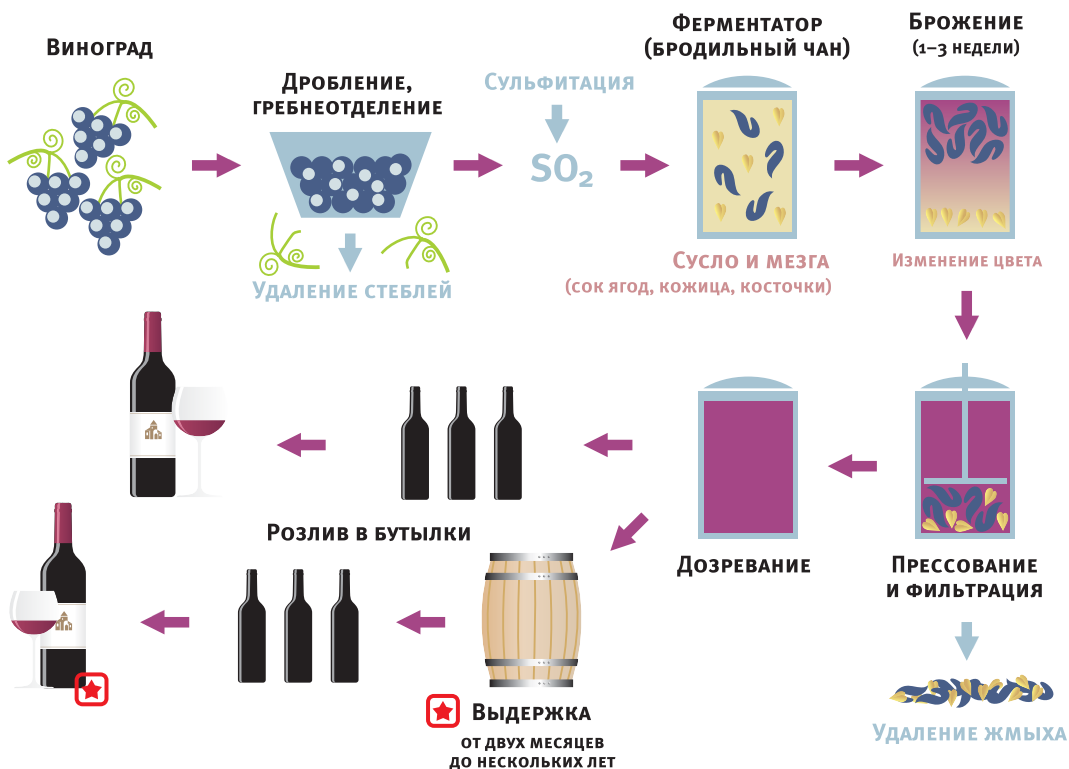 Виноград
Дробление,
гребнеотделение
Удаление стеблей
Сульфитация
SO₂
Ферментатор
(бродильный чан)
Сусло и мезга
(сок ягод, кожица, косточки)
Брожение
(1–3 недели)
Изменение цвета
Прессование
и фильтрация
Удаление жмыха
Дозревание
Розлив в бутылки
Выдержка
от двух месяцев
до нескольких лет